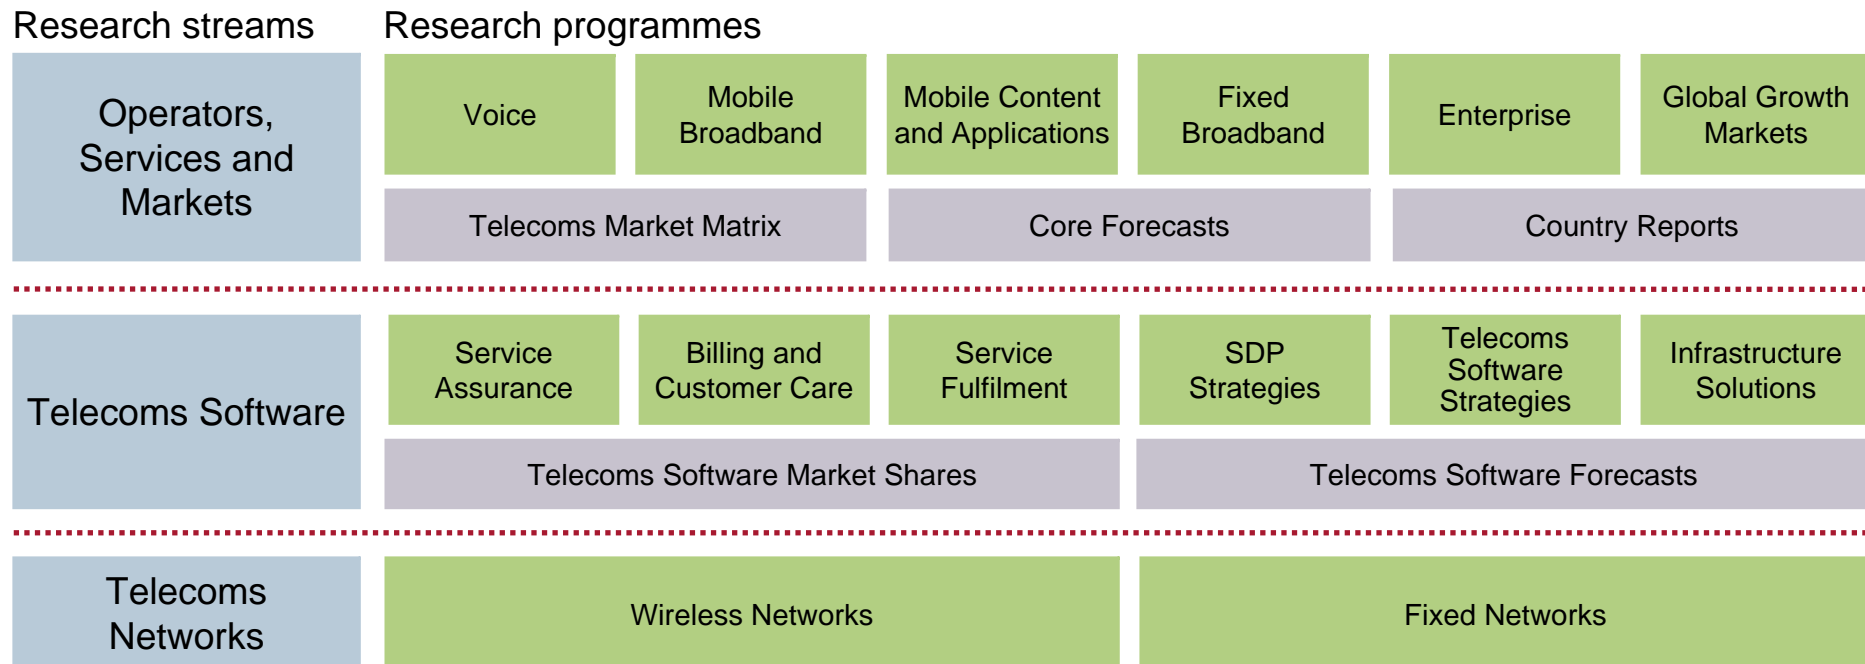 Research streams
Research programmes
Operators,
Services and
Markets
Voice
Mobile
Broadband
Mobile Content
and Applications
Fixed
Broadband
Enterprise
Global Growth
Markets
Telecoms Market Matrix
Core Forecasts
Country Reports
Telecoms Software
Service
Assurance
Billing and
Customer Care
Service
Fulfilment
SDP
Strategies
Telecoms
Software
Strategies
Infrastructure
Solutions
Telecoms Software Market Shares
Telecoms Software Forecasts
Telecoms
Networks
Wireless Networks
Fixed Networks